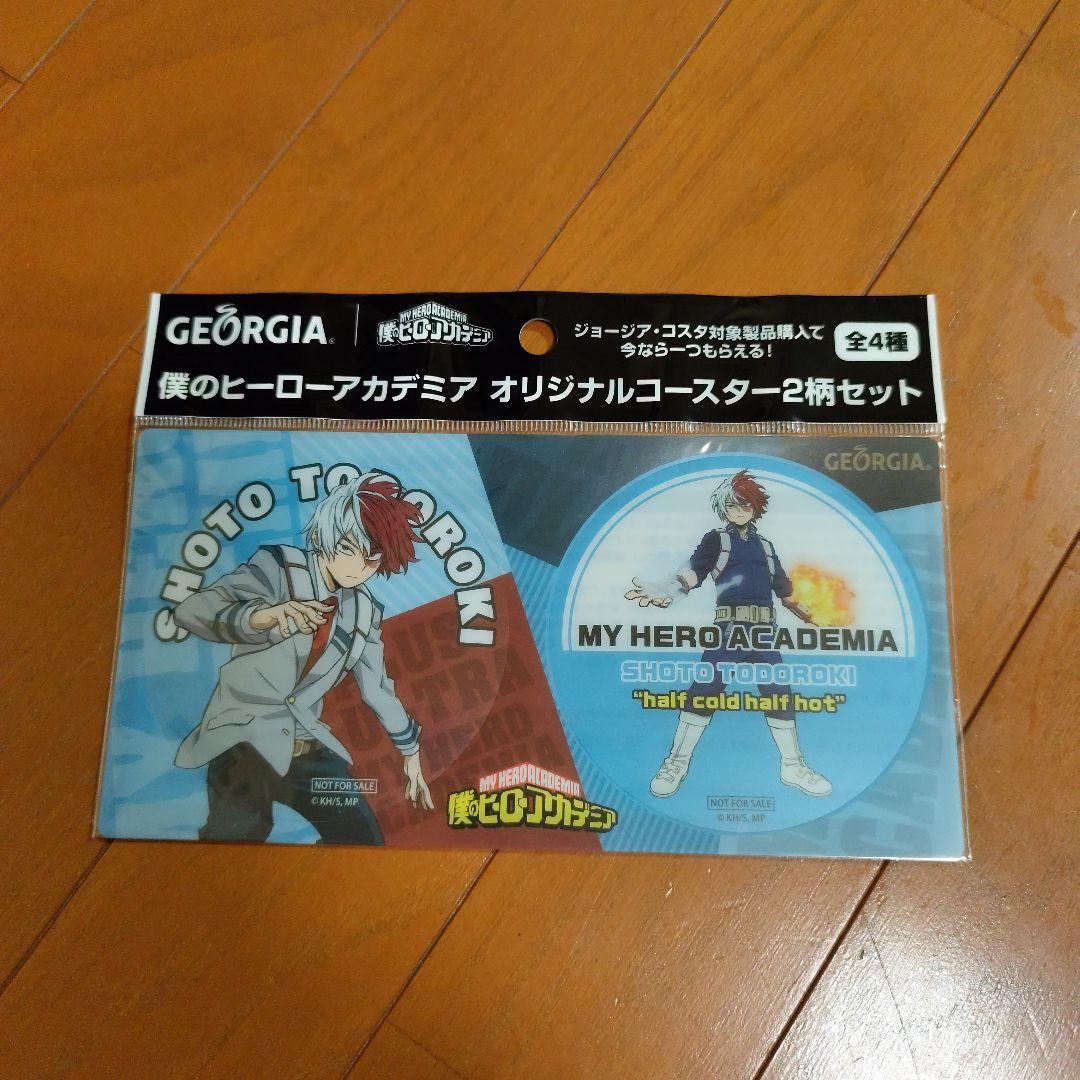 GEORGIA®
MY HERO ACADEMIA
僕のヒーローアカデミア
ジョージア・コスタ対象製品購入で
今なら一つもらえる!
全4種
僕のヒーローアカデミア オリジナルコースター2柄セット
SHOTO TODOROKI
PLUS
ULTRA
MY HERO
ACADEMIA
NOT FOR SALE
© KH/S, MP
MY HERO ACADEMIA
僕のヒーローアカデミア
GEORGIA®
MY HERO ACADEMIA
SHOTO TODOROKI
"half cold half hot"
NOT FOR SALE
© KH/S, MP